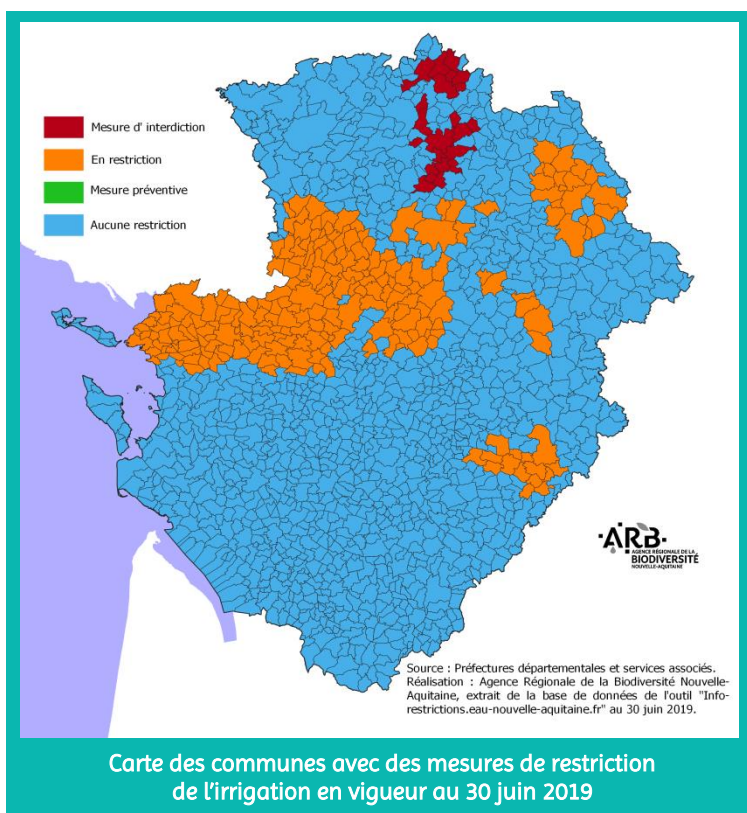 Mesure d' interdiction
En restriction
Mesure préventive
Aucune restriction
ARB
AGENCE RÉGIONALE DE LA
BIODIVERSITÉ
NOUVELLE-AQUITAINE
Source : Préfectures départementales et services associés.
Réalisation : Agence Régionale de la Biodiversité Nouvelle-
Aquitaine, extrait de la base de données de l'outil "Info-
restrictions.eau-nouvelle-aquitaine.fr" au 30 juin 2019.
Carte des communes avec des mesures de restriction
de l'irrigation en vigueur au 30 juin 2019